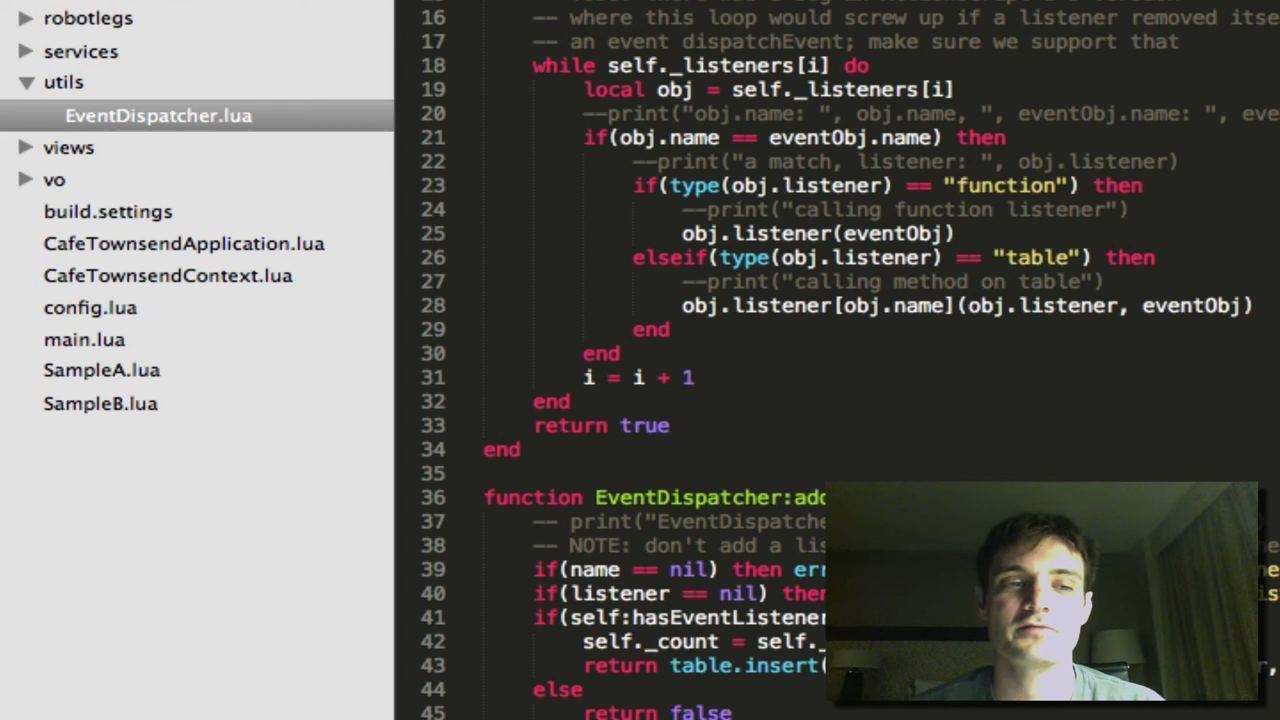 robotlegs
services
utils
EventDispatcher.lua
views
vo
build.settings
CafeTownsendApplication.lua
CafeTownsendContext.lua
config.lua
main.lua
SampleA.lua
SampleB.lua
16 -- where this loop would screw up if a listener removed itse
17 -- an event dispatchEvent; make sure we support that
18 while self._listeners[i] do
19 local obj = self._listeners[i]
20 --print("obj.name: ", obj.name, ", eventObj.name: ", eve
21 if(obj.name == eventObj.name) then
22 --print("a match, listener: ", obj.listener)
23 if(type(obj.listener) == "function") then
24 --print("calling function listener")
25 obj.listener(eventObj)
26 elseif(type(obj.listener) == "table") then
27 --print("calling method on table")
28 obj.listener[obj.name](obj.listener, eventObj)
29 end
30 end
31 i = i + 1
32 end
33 return true
34 end
35
36 function EventDispatcher:add
37 -- print("EventDispatche
38 -- NOTE: don't add a lis
39 if(name == nil) then err
40 if(listener == nil) then
41 if(self:hasEventListener
42 self._count = self._
43 return table.insert(
44 else
45 return false